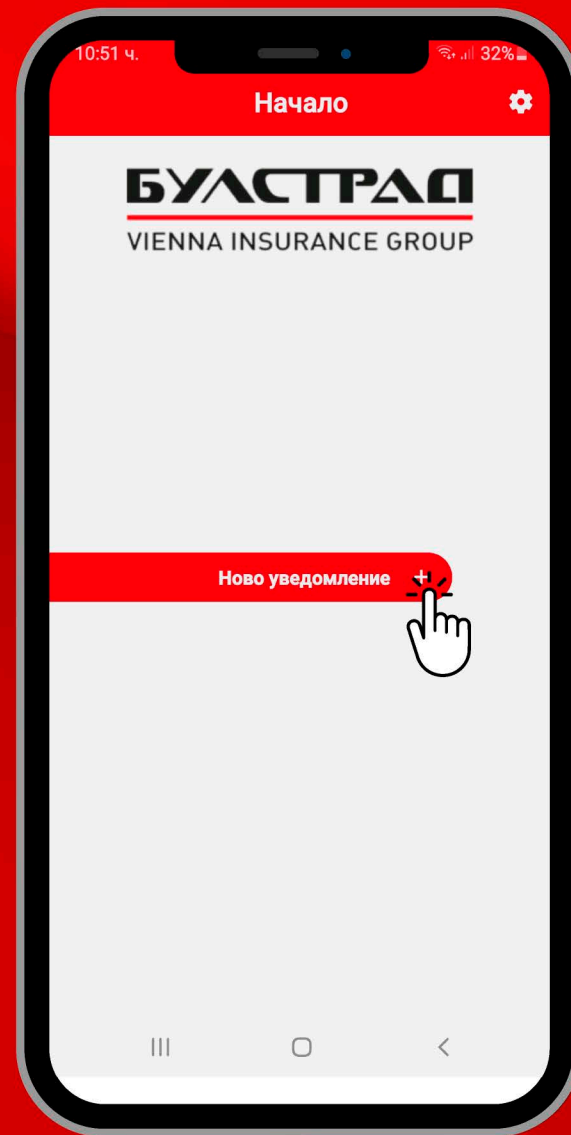 10:51 ч.
32%
Начало
БУЛСТРАД
VIENNA INSURANCE GROUP
Ново уведомление +